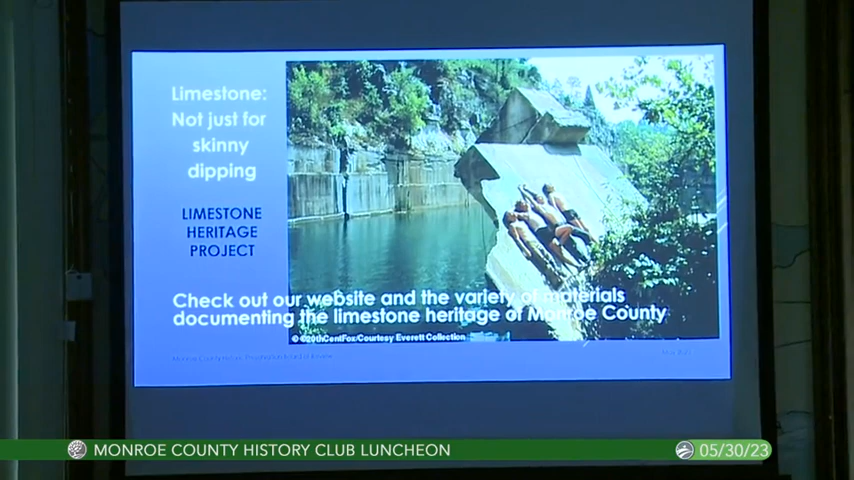 Limestone:
Not just for
skinny
dipping
LIMESTONE
HERITAGE
PROJECT
Check out our website and the variety of materials
documenting the limestone heritage of Monroe County
© ©20thCentFox/Courtesy Everett Collection
MONROE COUNTY HISTORY CLUB LUNCHEON
05/30/23